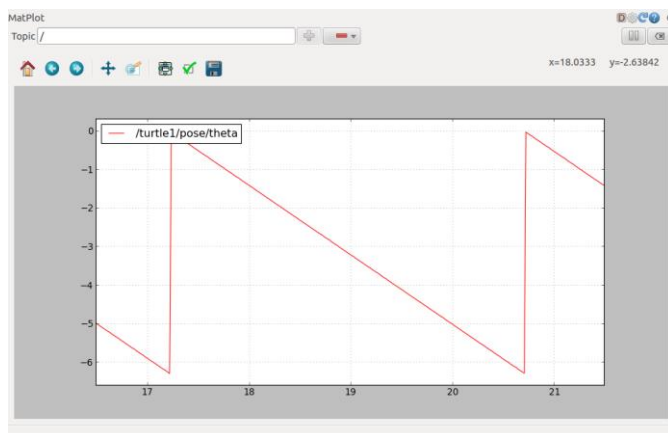 MatPlot
D
Topic /
x=18.0333 y=-2.63842
/turtle1/pose/theta
0
−1
−2
−3
−4
−5
−6
17 18 19 20 21